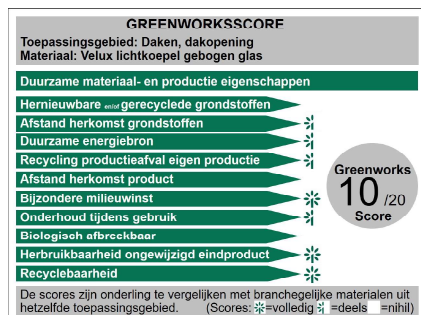 GREENWORKSSCORE
Toepassingsgebied: Daken, dakopening
Materiaal: Velux lichtkoepel gebogen glas
Duurzame materiaal- en productie eigenschappen
Hernieuwbare en/of gerecyclede grondstoffen
Afstand herkomst grondstoffen
Duurzame energiebron
Recycling productieafval eigen productie
Afstand herkomst product
Bijzondere milieuwinst
Onderhoud tijdens gebruik
Biologisch afbreekbaar
Herbruikbaarheid ongewijzigd eindproduct
Recyclebaarheid
Greenworks
10 /20
Score
De scores zijn onderling te vergelijken met branchegelijke materialen uit
hetzelfde toepassingsgebied. (Scores: =volledig =deels =nihil)